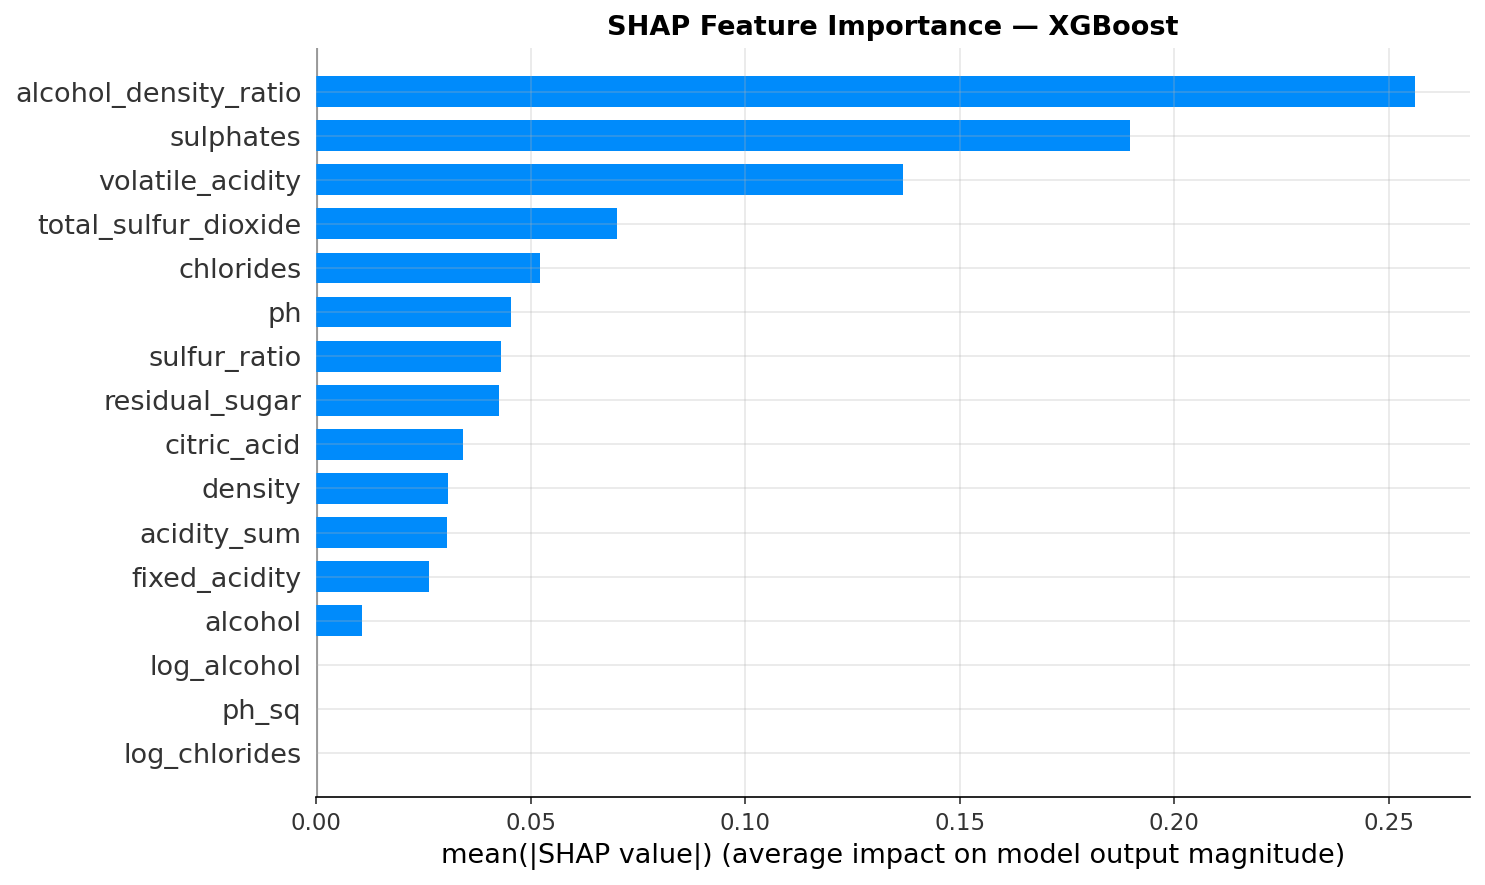 SHAP Feature Importance — XGBoost
alcohol_density_ratio
sulphates
volatile_acidity
total_sulfur_dioxide
chlorides
ph
sulfur_ratio
residual_sugar
citric_acid
density
acidity_sum
fixed_acidity
alcohol
log_alcohol
ph_sq
log_chlorides
0.00 0.05 0.10 0.15 0.20 0.25
mean(|SHAP value|) (average impact on model output magnitude)